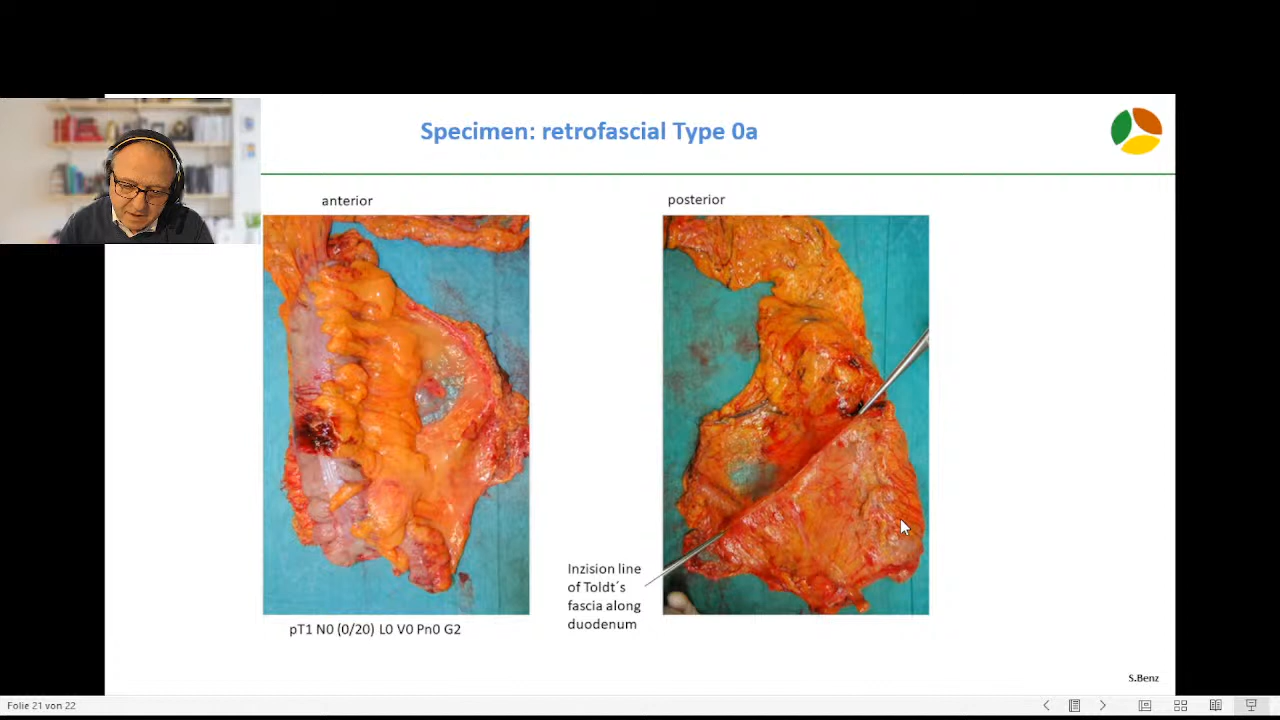 Specimen: retrofascial Type 0a
anterior
posterior
Inzision line
of Toldt´s
fascia along
duodenum
pT1 N0 (0/20) L0 V0 Pn0 G2
S.Benz
Folie 21 von 22